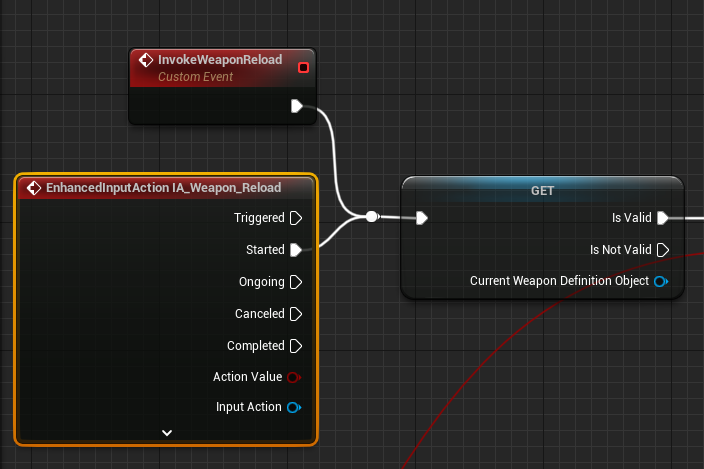 InvokeWeaponReload
Custom Event
EnhancedInputAction IA_Weapon_Reload
Triggered
Started
Ongoing
Canceled
Completed
Action Value
Input Action
GET
Is Valid
Is Not Valid
Current Weapon Definition Object